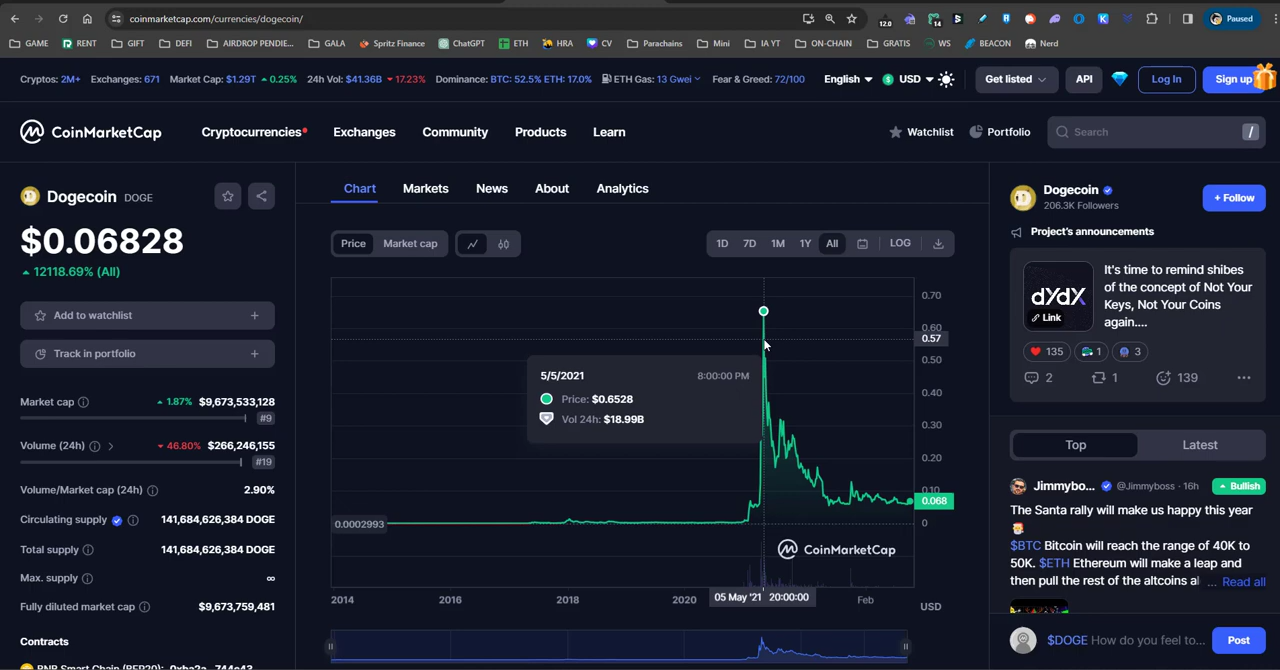 coinmarketcap.com/currencies/dogecoin/
12.0
14
Paused
GAME
RENT
GIFT
DEFI
AIRDROP PENDIE...
GALA
Spritz Finance
ChatGPT
ETH
HRA
CV
Parachains
Mini
IA YT
ON-CHAIN
GRATIS
WS
BEACON
Nerd
Cryptos: 2M+
Exchanges: 671
Market Cap: $1.29T 0.25%
24h Vol: $41.36B 17.23%
Dominance: BTC: 52.5% ETH: 17.0%
ETH Gas: 13 Gwei
Fear & Greed: 72/100
English
USD
Get listed
API
Log In
Sign up
CoinMarketCap
Cryptocurrencies
Exchanges
Community
Products
Learn
Watchlist
Portfolio
Search
/
Dogecoin DOGE
$0.06828
12118.69% (All)
Add to watchlist +
Track in portfolio +
Market cap 1.87% $9,673,533,128
#9
Volume (24h) 46.80% $266,246,155
#19
Volume/Market cap (24h) 2.90%
Circulating supply 141,684,626,384 DOGE
Total supply 141,684,626,384 DOGE
Max. supply ∞
Fully diluted market cap $9,673,759,481
Contracts
Chart
Markets
News
About
Analytics
Price
Market cap
1D
7D
1M
1Y
All
LOG
0.70
0.60
0.57
0.50
0.40
0.30
0.20
0.10
0.068
0
0.0002993
5/5/2021 8:00:00 PM
Price: $0.6528
Vol 24h: $18.99B
CoinMarketCap
2014
2016
2018
2020
05 May '21 20:00:00
Feb
USD
Dogecoin
206.3K Followers
+ Follow
Project's announcements
dYdX
Link
It's time to remind shibes
of the concept of Not Your
Keys, Not Your Coins
again....
135
1
3
2
1
139
Top
Latest
Jimmybo... @Jimmyboss · 16h
Bullish
The Santa rally will make us happy this year
$BTC Bitcoin will reach the range of 40K to
50K. $ETH Ethereum will make a leap and
then pull the rest of the altcoins al ... Read all
$DOGE How do you feel to...
Post